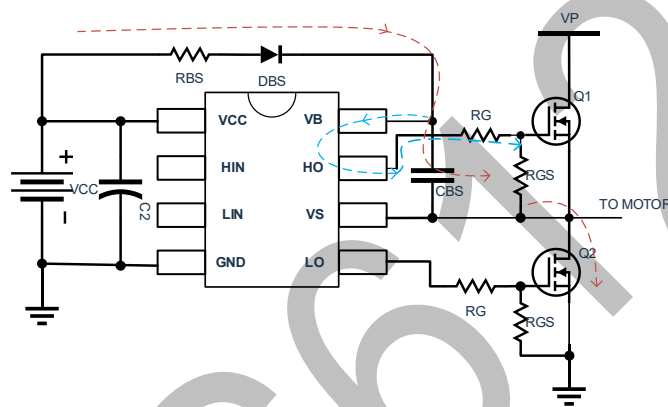 VP
RBS
DBS
Q1
VCC
VB
RG
HIN
HO
RGS
VCC
C2
CBS
LIN
VS
TO MOTOR
GND
LO
Q2
RG
RGS